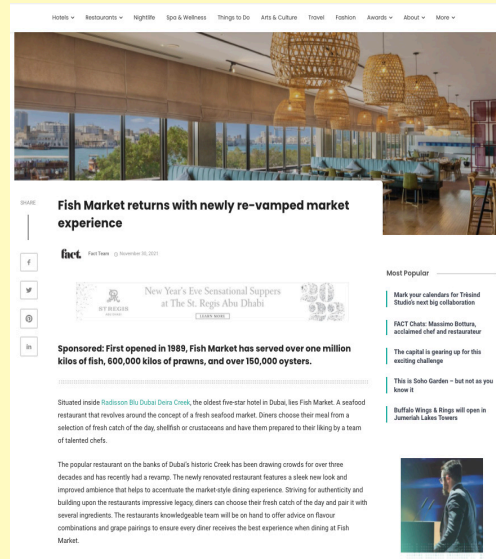 Hotels Restaurants Nightlife Spa & Wellness Things to Do Arts & Culture Travel Fashion Awards About More
SHARE
Fish Market returns with newly re-vamped market
experience
fact. Fact Team November 30, 2021
ST REGIS
New Year's Eve Sensational Suppers
at The St. Regis Abu Dhabi
LEARN MORE
Sponsored: First opened in 1989, Fish Market has served over one million
kilos of fish, 600,000 kilos of prawns, and over 150,000 oysters.
Situated inside Radisson Blu Dubai Deira Creek, the oldest five-star hotel in Dubai, lies Fish Market. A seafood
restaurant that revolves around the concept of a fresh seafood market. Diners choose their meal from a
selection of fresh catch of the day, shellfish or crustaceans and have them prepared to their liking by a team
of talented chefs.
The popular restaurant on the banks of Dubai's historic Creek has been drawing crowds for over three
decades and has recently had a revamp. The newly renovated restaurant features a sleek new look and
improved ambience that helps to accentuate the market-style dining experience. Striving for authenticity and
building upon the restaurants impressive legacy, diners can choose their fresh catch of the day and pair it with
several ingredients. The restaurants knowledgeable team will be on hand to offer advice on flavour
combinations and grape pairings to ensure every diner receives the best experience when dining at Fish
Market.
Most Popular
Mark your calendars for Trèsind
Studio's next big collaboration
FACT Chats: Massimo Bottura,
acclaimed chef and restaurateur
The capital is gearing up for this
exciting challenge
This is Soho Garden – but not as you
know it
Buffalo Wings & Rings will open in
Jumeriah Lakes Towers